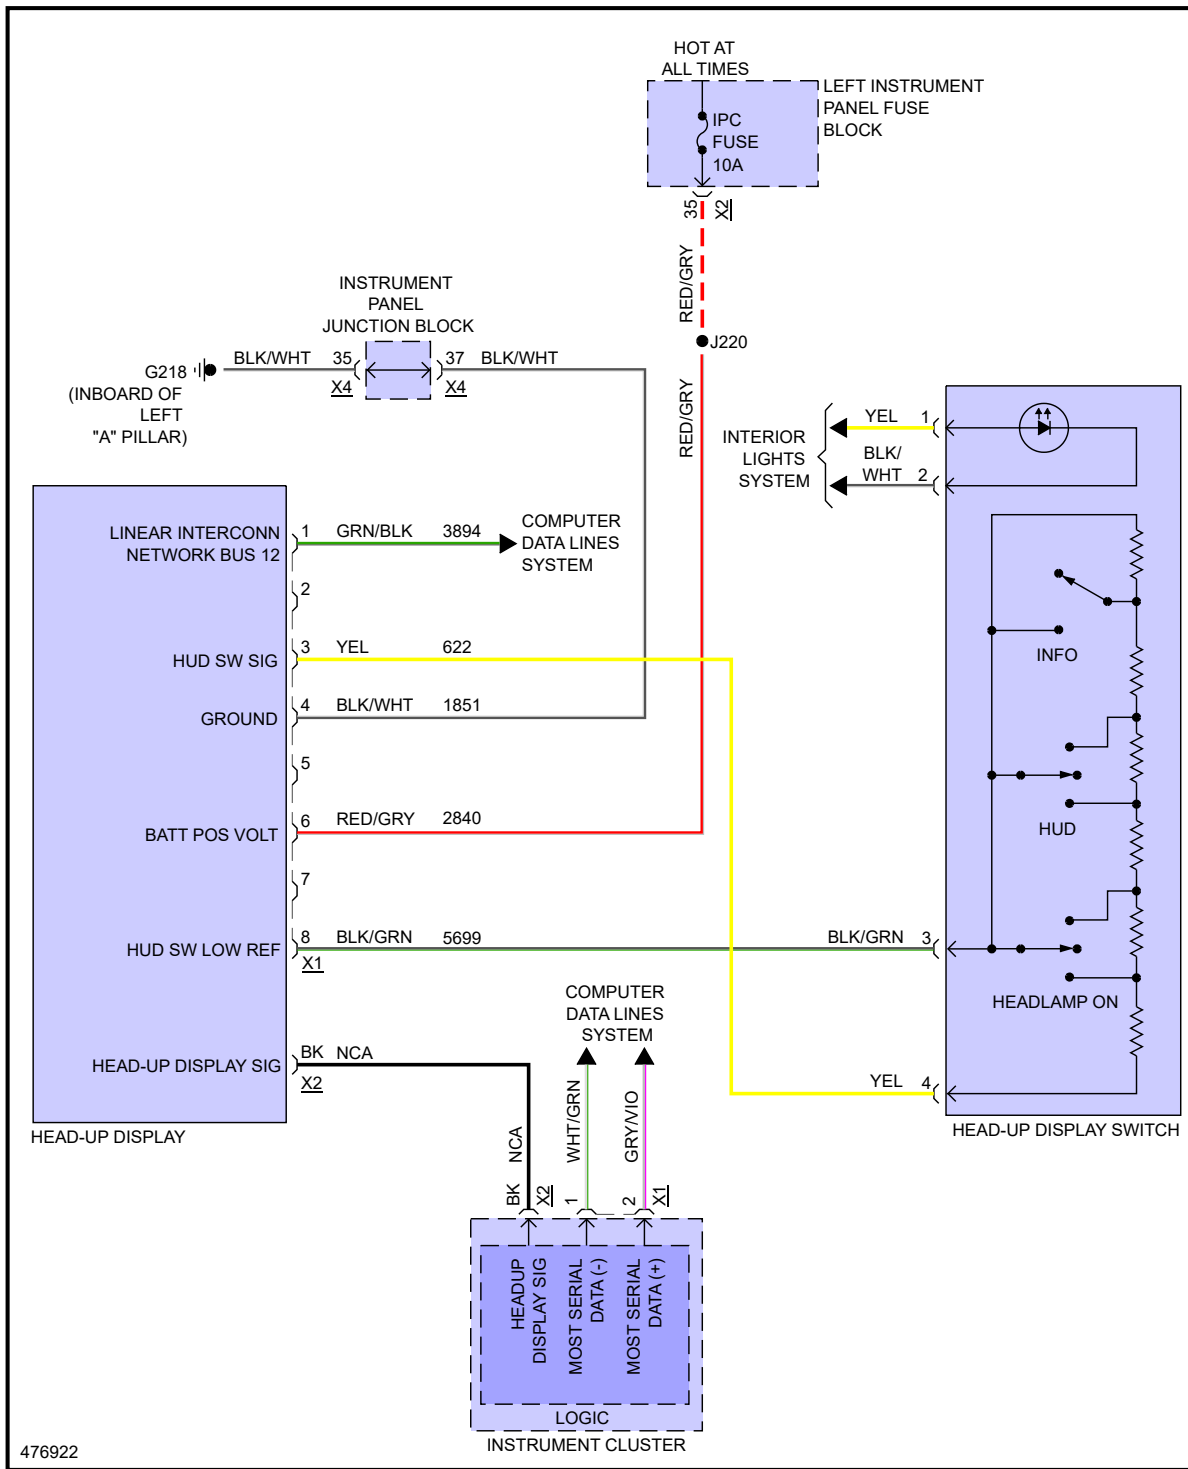 HOT AT
ALL TIMES
LEFT INSTRUMENT
PANEL FUSE
BLOCK
IPC
FUSE
10A
35
X2
RED/GRY
J220
RED/GRY
INSTRUMENT
PANEL
JUNCTION BLOCK
BLK/WHT
35
37
BLK/WHT
X4
X4
G218
(INBOARD OF
LEFT
"A" PILLAR)
INTERIOR
LIGHTS
SYSTEM
YEL
1
BLK/
WHT
2
LINEAR INTERCONN
NETWORK BUS 12
1
GRN/BLK
3894
COMPUTER
DATA LINES
SYSTEM
2
HUD SW SIG
3
YEL
622
INFO
GROUND
4
BLK/WHT
1851
5
BATT POS VOLT
6
RED/GRY
2840
HUD
7
HUD SW LOW REF
8
BLK/GRN
5699
X1
BLK/GRN
3
HEADLAMP ON
COMPUTER
DATA LINES
SYSTEM
HEAD-UP DISPLAY SIG
BK
NCA
X2
YEL
4
HEAD-UP DISPLAY
HEAD-UP DISPLAY SWITCH
NCA
WHT/GRN
GRY/VIO
BK
X2
1
2
X1
HEADUP
DISPLAY SIG
MOST SERIAL
DATA (-)
MOST SERIAL
DATA (+)
LOGIC
INSTRUMENT CLUSTER
476922